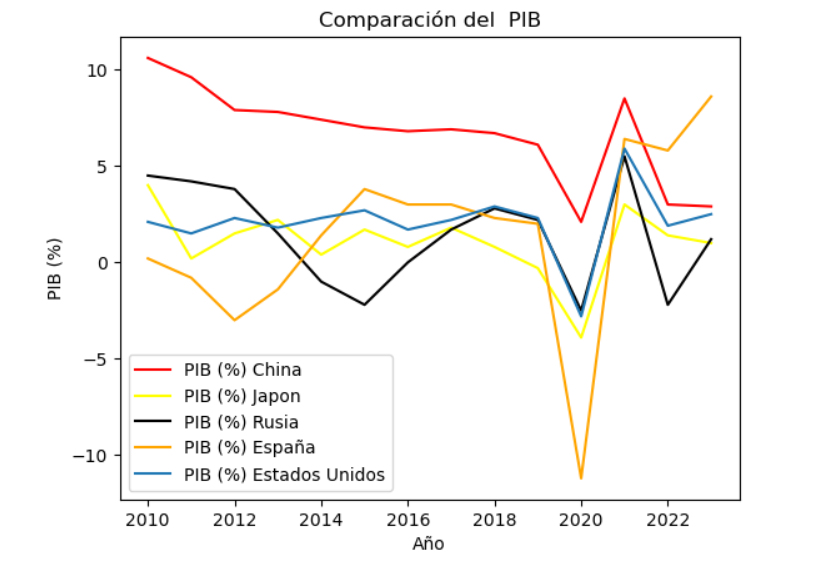 Comparación del  PIB
PIB (%)
10
5
0
−5
−10
PIB (%) China
PIB (%) Japon
PIB (%) Rusia
PIB (%) España
PIB (%) Estados Unidos
2010 2012 2014 2016 2018 2020 2022
Año